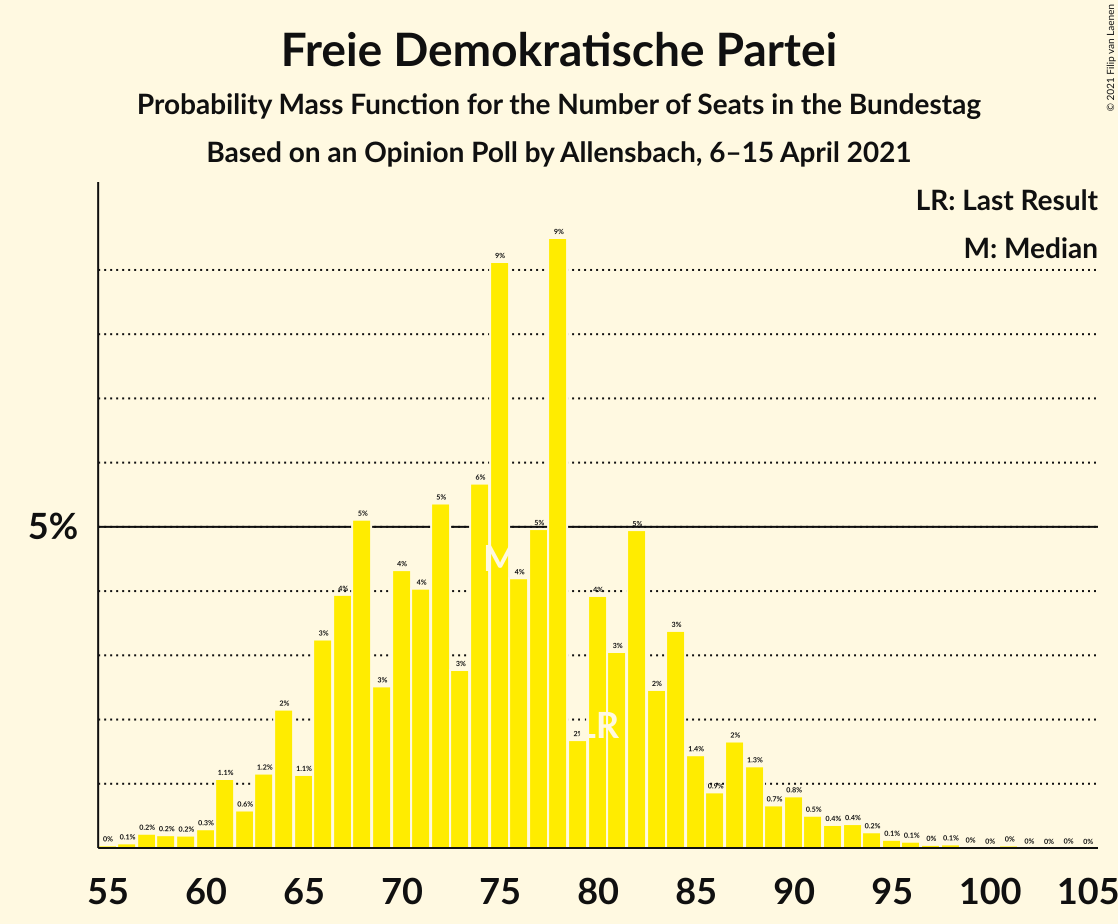 Freie Demokratische Partei
Probability Mass Function for the Number of Seats in the Bundestag
Based on an Opinion Poll by Allensbach, 6–15 April 2021
© 2021 Filip van Laenen
LR: Last Result
M: Median
5%
0% 0.1% 0.2% 0.2% 0.2% 0.3% 1.1% 0.6% 1.2% 2% 1.1% 3% 4% 5% 3% 4% 4% 5% 3% 6% 9% 4% 5% 9% 2% 4% 3% 5% 2% 3% 1.4% 0.9% 2% 1.3% 0.7% 0.8% 0.5% 0.4% 0.4% 0.2% 0.1% 0.1% 0% 0.1% 0% 0% 0% 0% 0% 0% 0%
M
LR
55 60 65 70 75 80 85 90 95 100 105